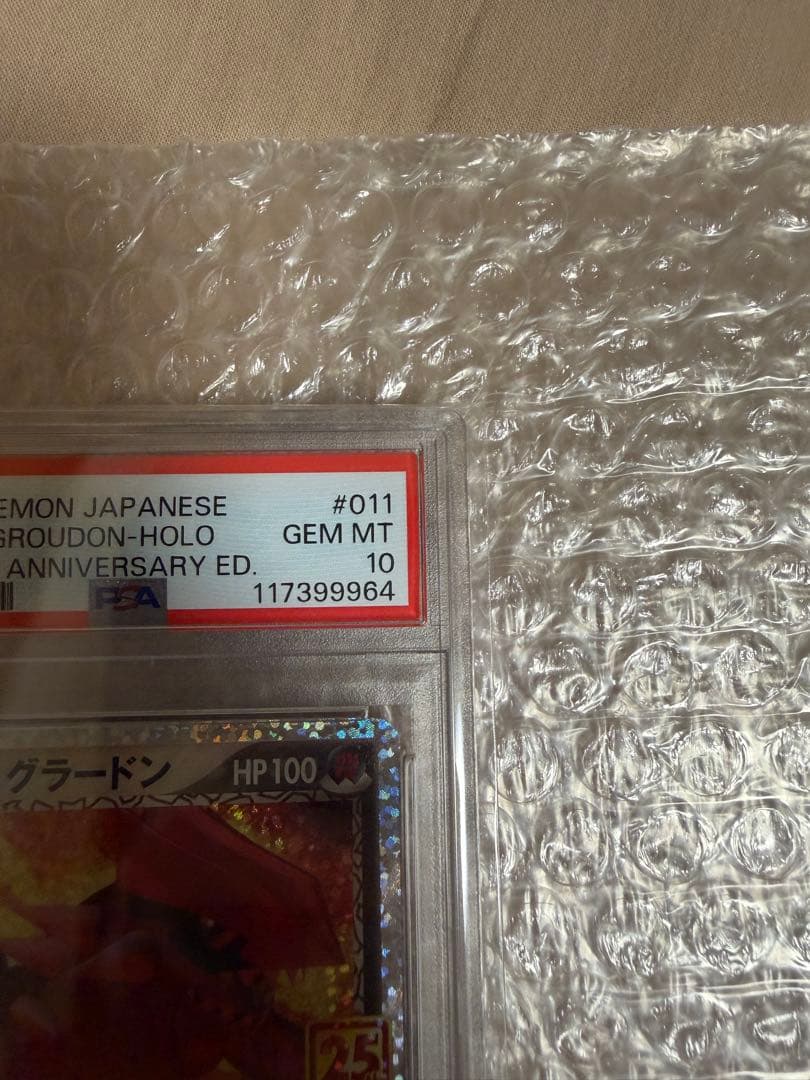 EMON JAPANESE #011
GROUDON-HOLO GEM MT
ANNIVERSARY ED. 10
PSA 117399964
グラードン HP100
25